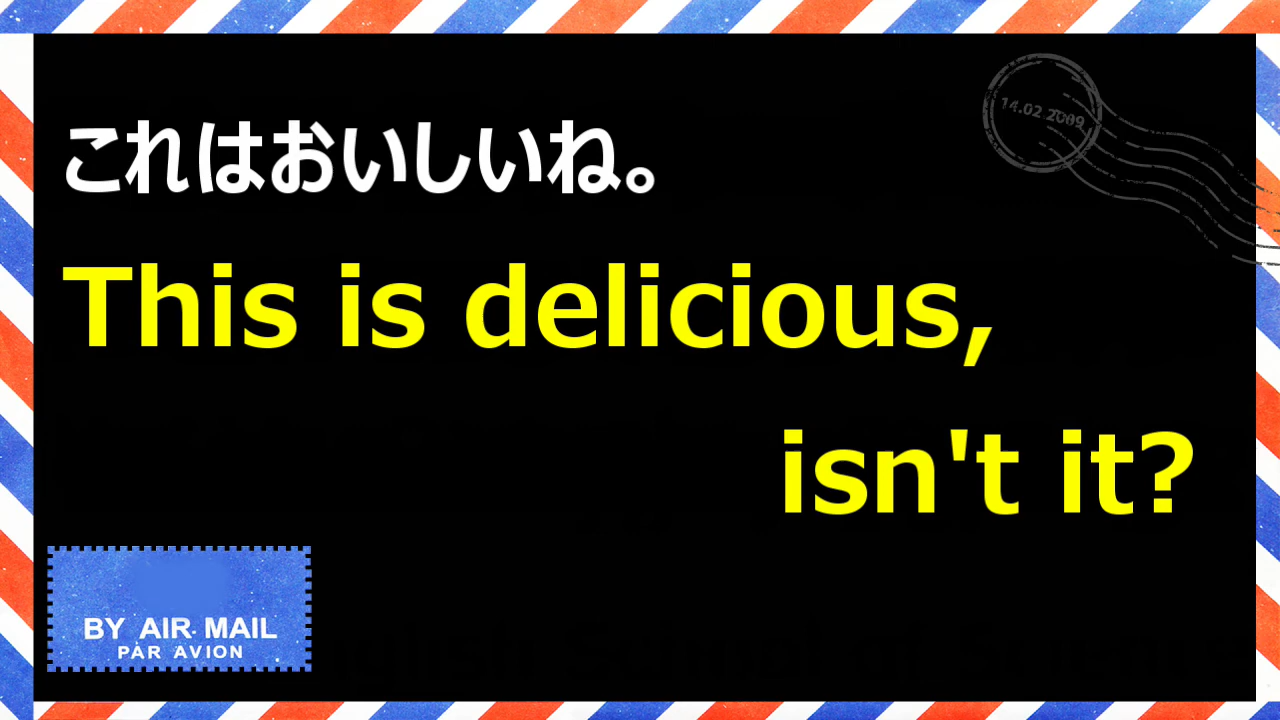 これはおいしいね。
14.02 2009
This is delicious,
isn't it?
BY AIR MAIL
PAR AVION